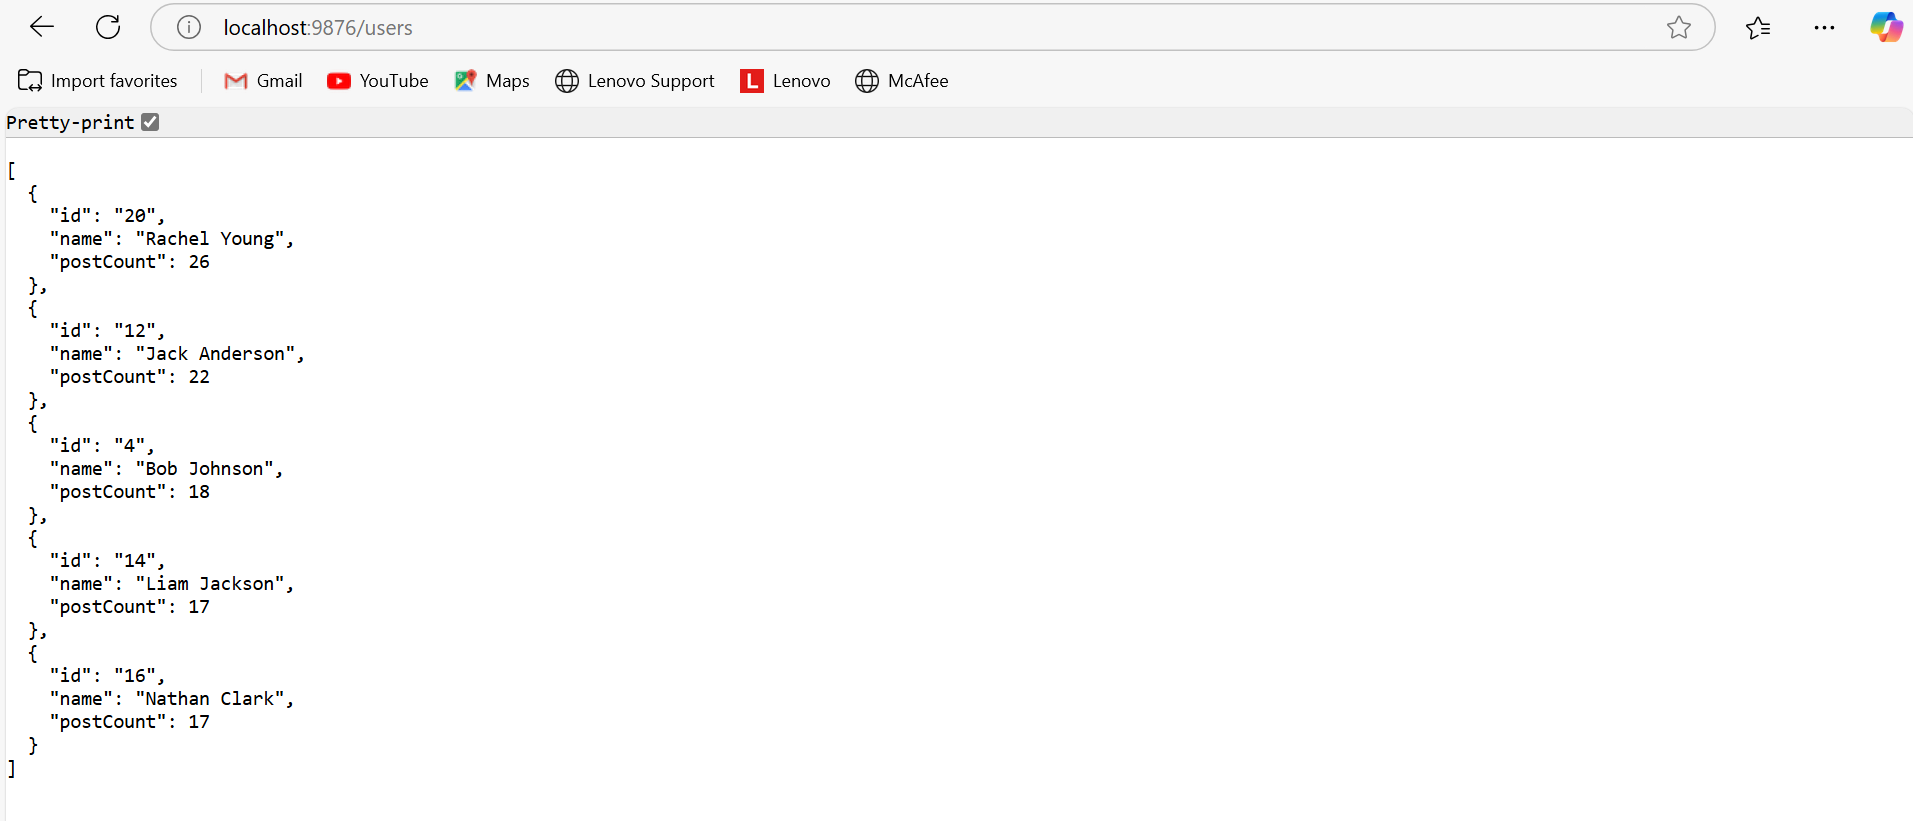 localhost:9876/users
Import favorites Gmail YouTube Maps Lenovo Support L Lenovo McAfee
Pretty-print
[
  {
    "id": "20",
    "name": "Rachel Young",
    "postCount": 26
  },
  {
    "id": "12",
    "name": "Jack Anderson",
    "postCount": 22
  },
  {
    "id": "4",
    "name": "Bob Johnson",
    "postCount": 18
  },
  {
    "id": "14",
    "name": "Liam Jackson",
    "postCount": 17
  },
  {
    "id": "16",
    "name": "Nathan Clark",
    "postCount": 17
  }
]